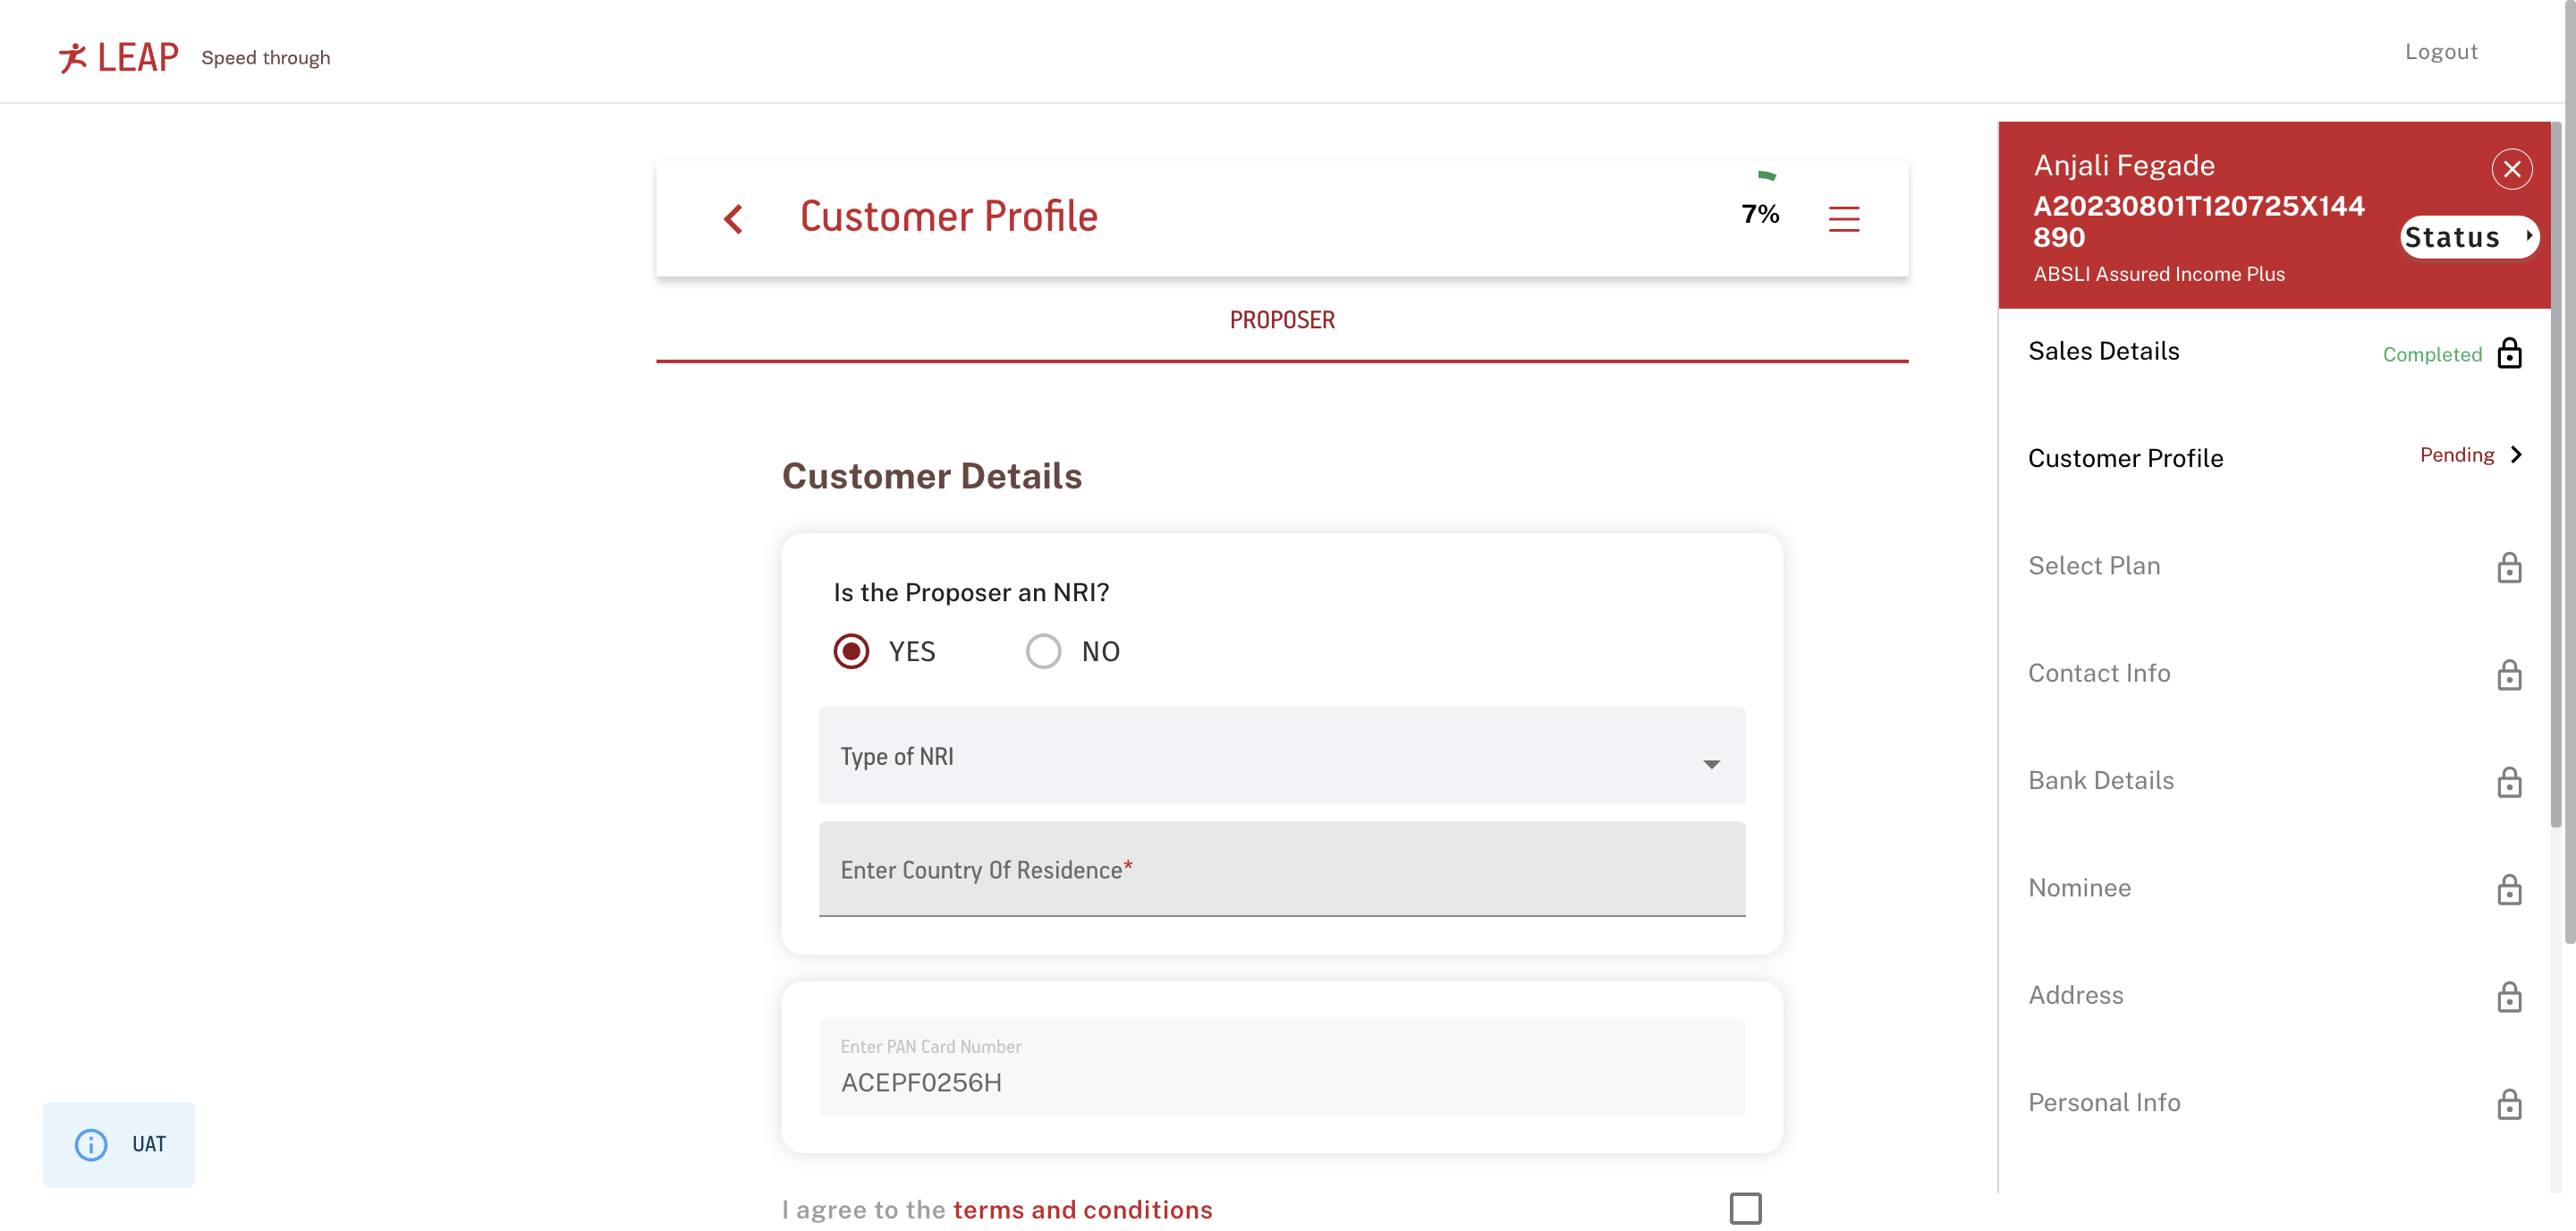 LEAP Speed through
Logout
Customer Profile
7%
PROPOSER
Customer Details
Is the Proposer an NRI?
YES NO
Type of NRI
Enter Country Of Residence*
Enter PAN Card Number
ACEPF0256H
I agree to the terms and conditions
UAT
Anjali Fegade
A20230801T120725X144
890
Status
ABSLI Assured Income Plus
Sales Details Completed
Customer Profile Pending
Select Plan
Contact Info
Bank Details
Nominee
Address
Personal Info